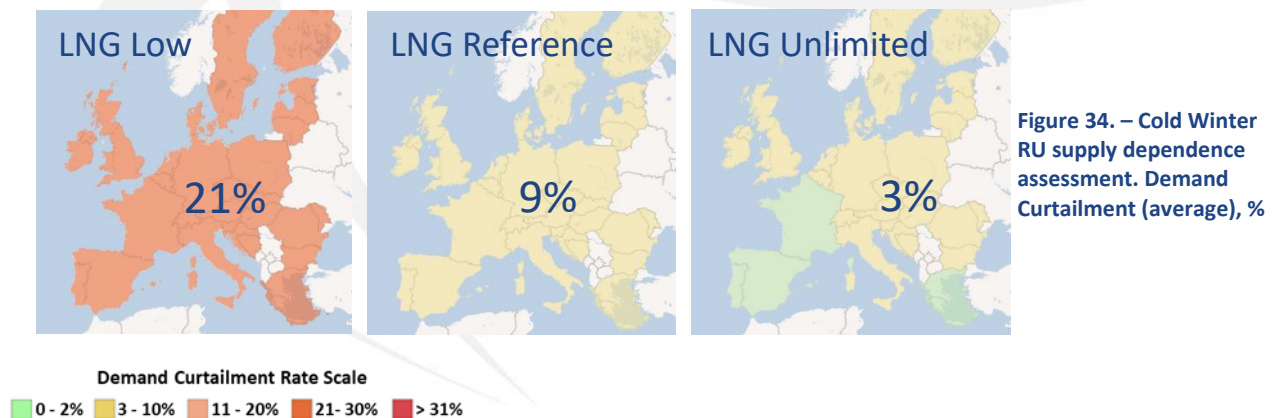 LNG Low
LNG Reference
LNG Unlimited
21%
9%
3%
Figure 34. – Cold Winter
RU supply dependence
assessment. Demand
Curtailment (average), %
Demand Curtailment Rate Scale
0 - 2% 3 - 10% 11 - 20% 21- 30% > 31%